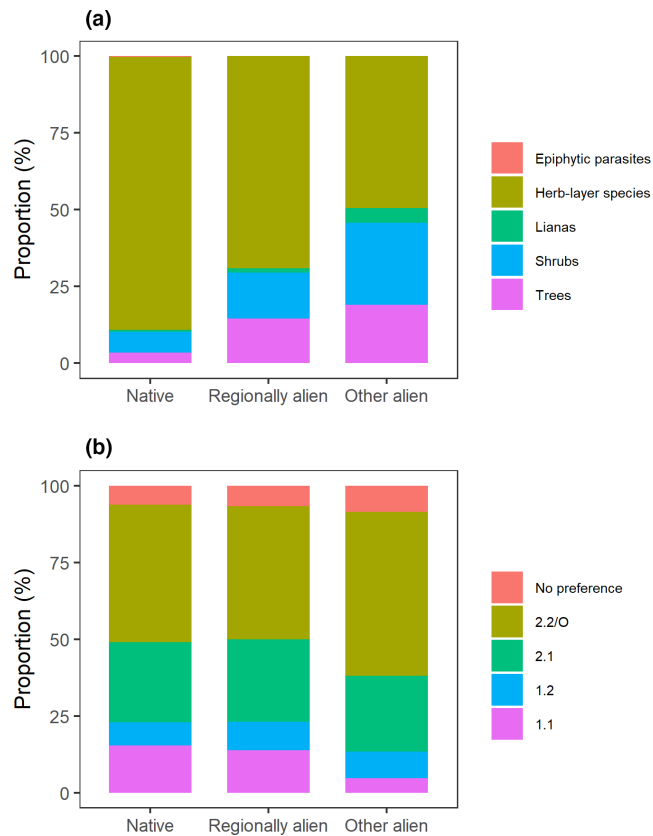 (a)
100
75
50
25
0
Proportion (%)
Native Regionally alien Other alien
Epiphytic parasites
Herb-layer species
Lianas
Shrubs
Trees
(b)
100
75
50
25
0
Proportion (%)
Native Regionally alien Other alien
No preference
2.2/O
2.1
1.2
1.1